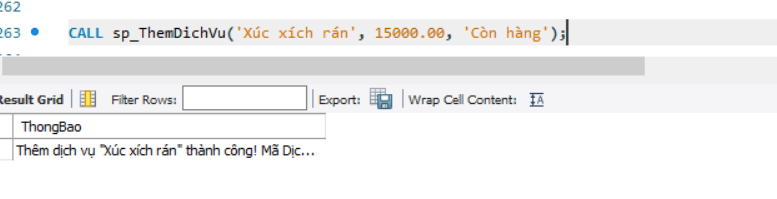 262
263 CALL sp_ThemDichVu('Xúc xích rán', 15000.00, 'Còn hàng');
Result Grid Filter Rows: Export: Wrap Cell Content: IA
ThongBao
Thêm dịch vụ "Xúc xích rán" thành công! Mã Dịc...